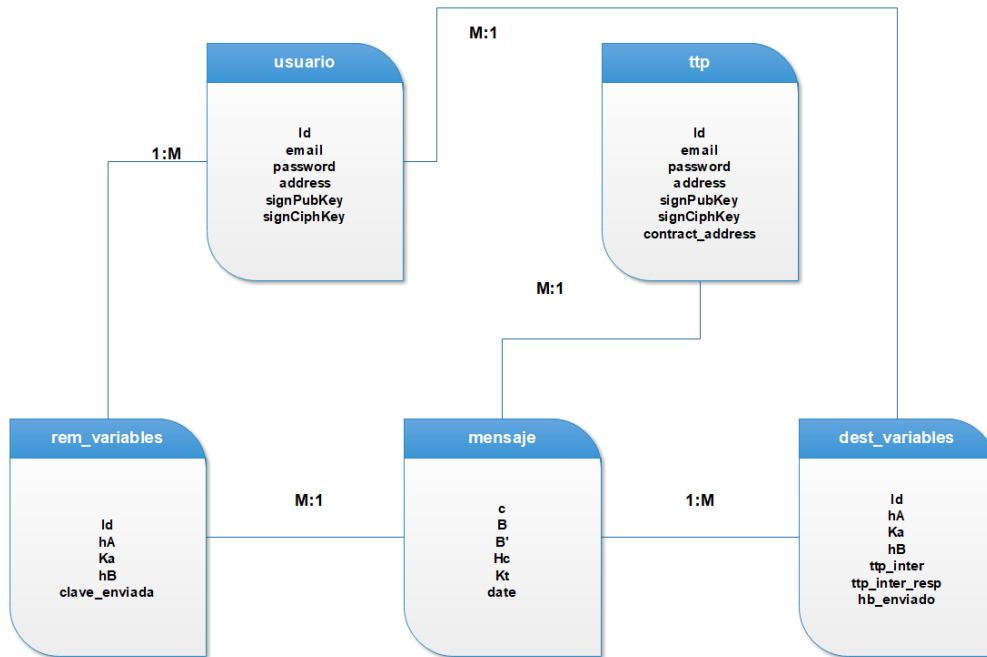 M:1
usuario
Id
email
password
address
signPubKey
signCiphKey
ttp
Id
email
password
address
signPubKey
signCiphKey
contract_address
1:M
M:1
rem_variables
Id
hA
Ka
hB
clave_enviada
M:1
mensaje
c
B
B'
Hc
Kt
date
1:M
dest_variables
Id
hA
Ka
hB
ttp_inter
ttp_inter_resp
hb_enviado